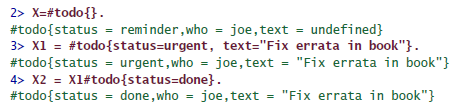 2> X=#todo{}.
#todo{status = reminder,who = joe,text = undefined}
3> X1 = #todo{status=urgent, text="Fix errata in book"}.
#todo{status = urgent,who = joe,text = "Fix errata in book"}
4> X2 = X1#todo{status=done}.
#todo{status = done,who = joe,text = "Fix errata in book"}